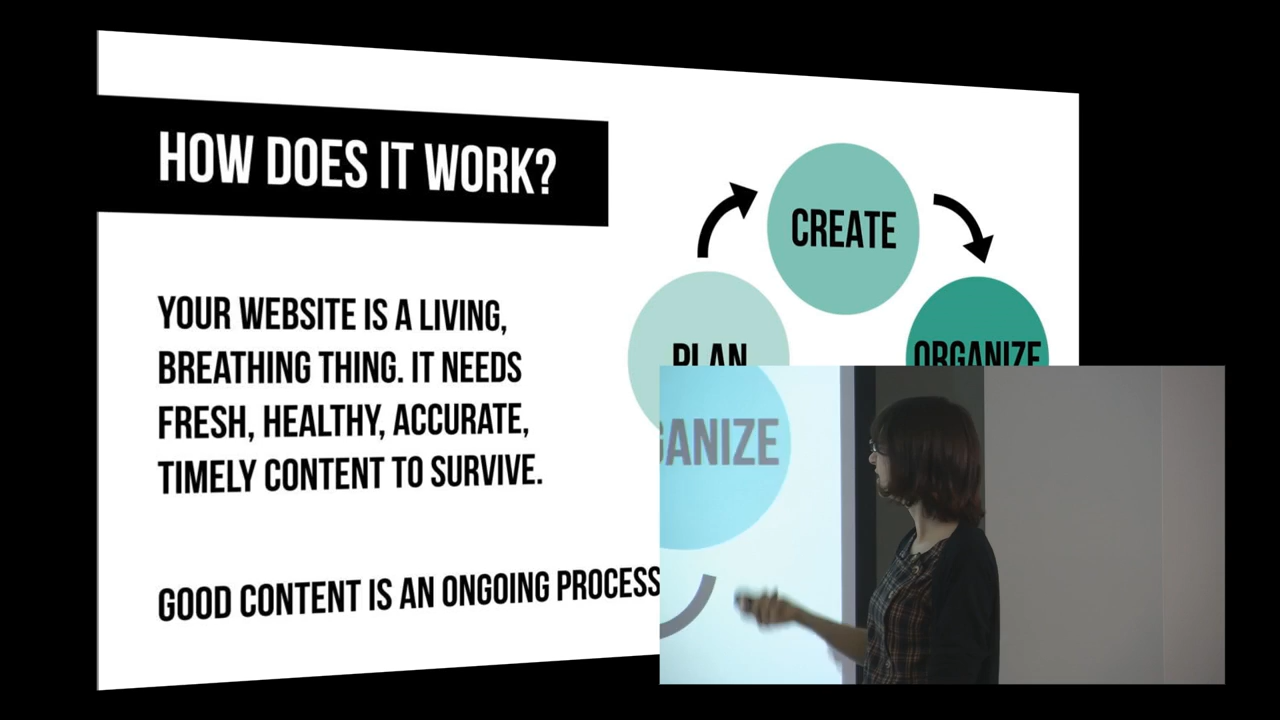 HOW DOES IT WORK?
YOUR WEBSITE IS A LIVING,
BREATHING THING. IT NEEDS
FRESH, HEALTHY, ACCURATE,
TIMELY CONTENT TO SURVIVE.
GOOD CONTENT IS AN ONGOING PROCESS
CREATE
PLAN
ORGANIZE
GANIZE